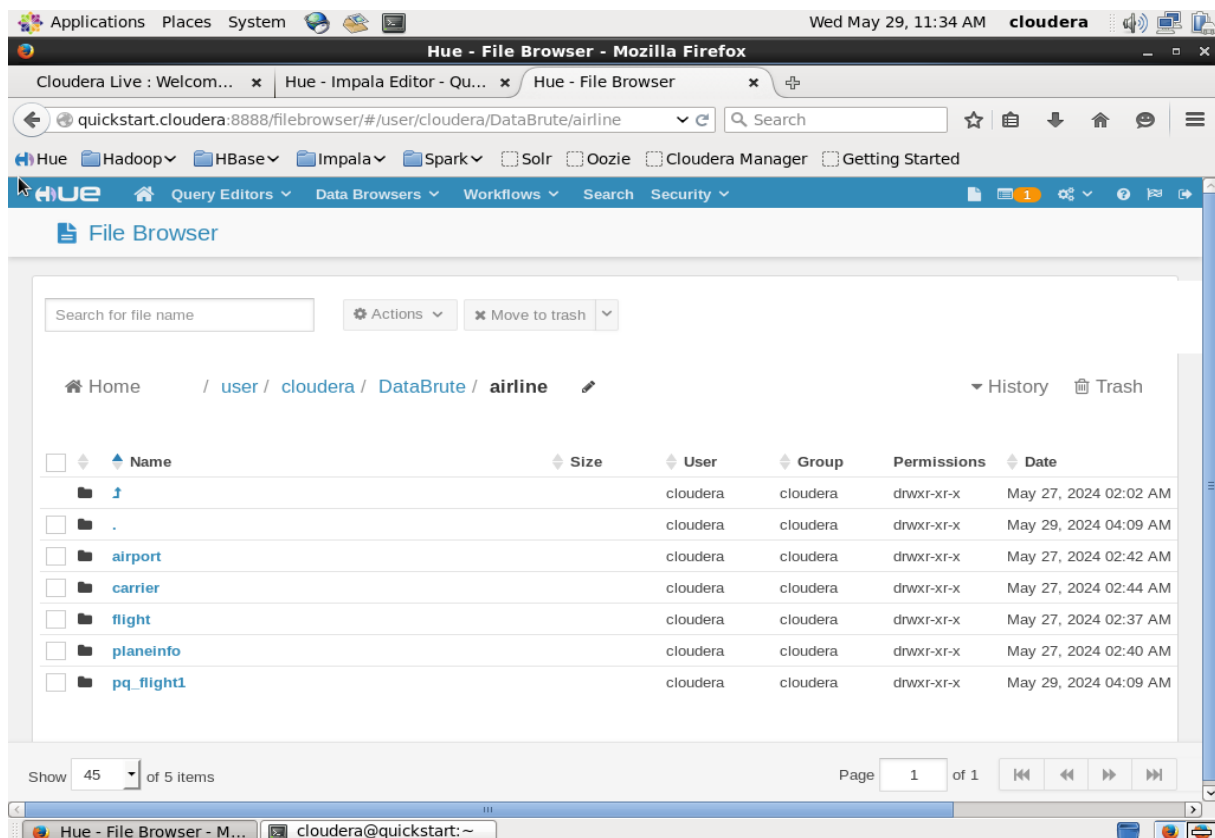 Applications Places System Wed May 29, 11:34 AM cloudera
Hue - File Browser - Mozilla Firefox
Cloudera Live : Welcom... Hue - Impala Editor - Qu... Hue - File Browser
quickstart.cloudera:8888/filebrowser/#/user/cloudera/DataBrute/airline Search
Hue Hadoop HBase Impala Spark Solr Oozie Cloudera Manager Getting Started
HUE Query Editors Data Browsers Workflows Search Security 1
File Browser
Search for file name Actions Move to trash
Home / user / cloudera / DataBrute / airline History Trash
Name Size User Group Permissions Date
cloudera cloudera drwxr-xr-x May 27, 2024 02:02 AM
. cloudera cloudera drwxr-xr-x May 29, 2024 04:09 AM
airport cloudera cloudera drwxr-xr-x May 27, 2024 02:42 AM
carrier cloudera cloudera drwxr-xr-x May 27, 2024 02:44 AM
flight cloudera cloudera drwxr-xr-x May 27, 2024 02:37 AM
planeinfo cloudera cloudera drwxr-xr-x May 27, 2024 02:40 AM
pq_flight1 cloudera cloudera drwxr-xr-x May 29, 2024 04:09 AM
Show 45 of 5 items Page 1 of 1
Hue - File Browser - M... cloudera@quickstart:~